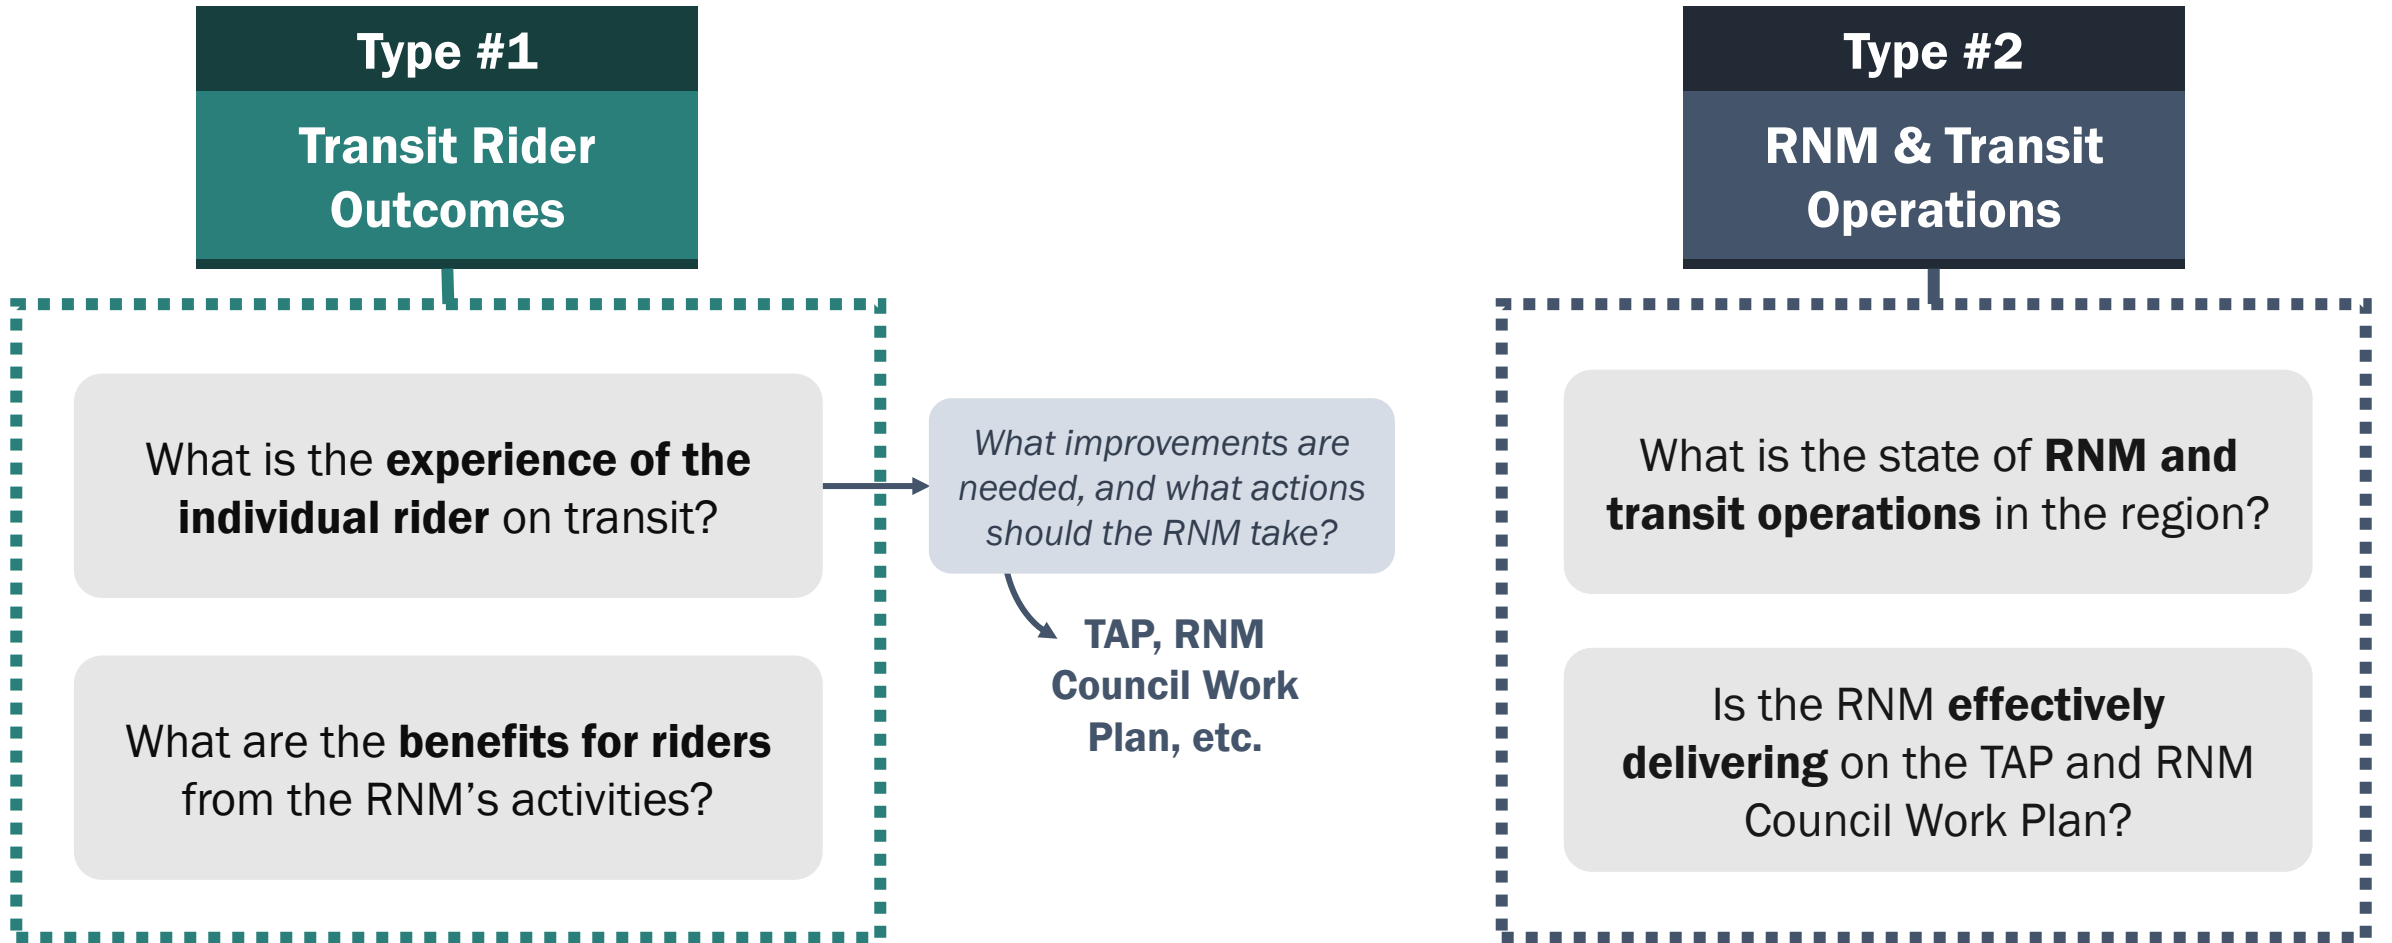 Type #1
Transit Rider
Outcomes
What is the experience of the
individual rider on transit?
What are the benefits for riders
from the RNM’s activities?
What improvements are
needed, and what actions
should the RNM take?
TAP, RNM
Council Work
Plan, etc.
Type #2
RNM & Transit
Operations
What is the state of RNM and
transit operations in the region?
Is the RNM effectively
delivering on the TAP and RNM
Council Work Plan?